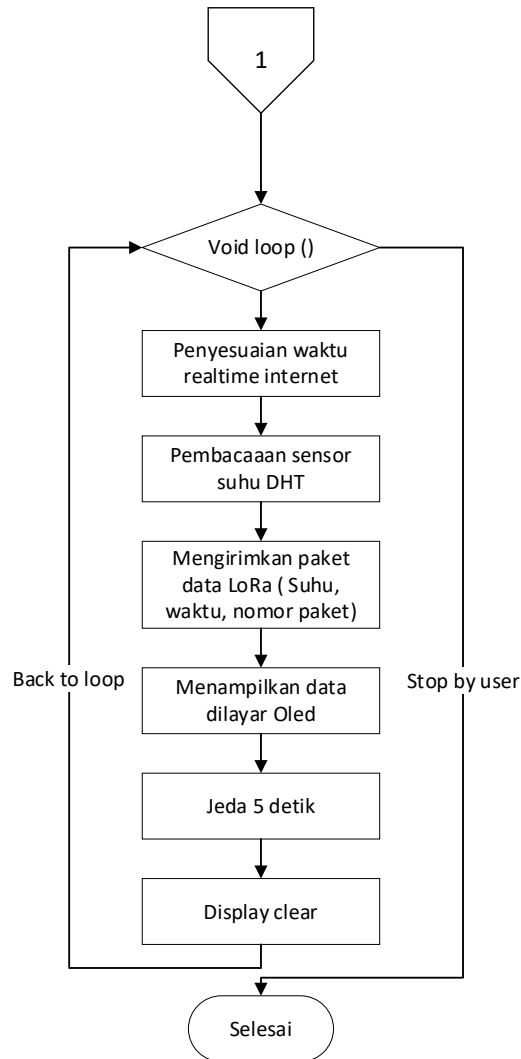 1
Void loop ()
Penyesuaian waktu
realtime internet
Pembacaaan sensor
suhu DHT
Mengirimkan paket
data LoRa ( Suhu,
waktu, nomor paket)
Back to loop
Stop by user
Menampilkan data
dilayar Oled
Jeda 5 detik
Display clear
Selesai